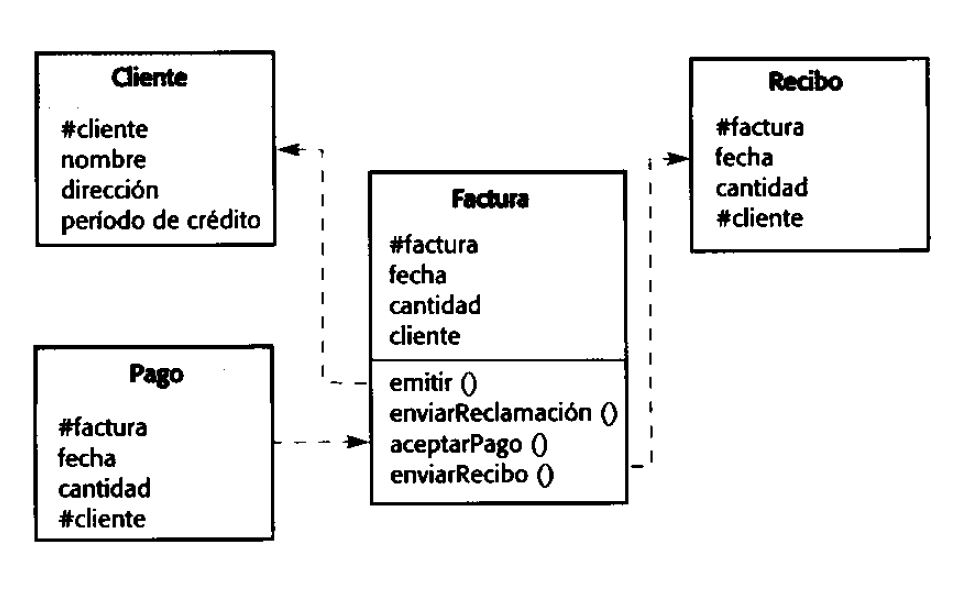 Cliente
#cliente
nombre
dirección
período de crédito
Recibo
#factura
fecha
cantidad
#cliente
Factura
#factura
fecha
cantidad
cliente
emitir ()
enviarReclamación ()
aceptarPago ()
enviarRecibo ()
Pago
#factura
fecha
cantidad
#cliente